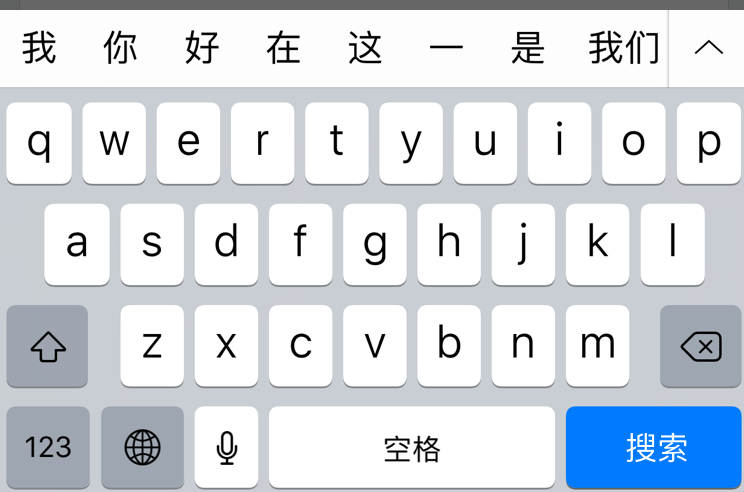 我 你 好 在 这 一 是 我们
q w e r t y u i o p
a s d f g h j k l
z x c v b n m
123 空格 搜索